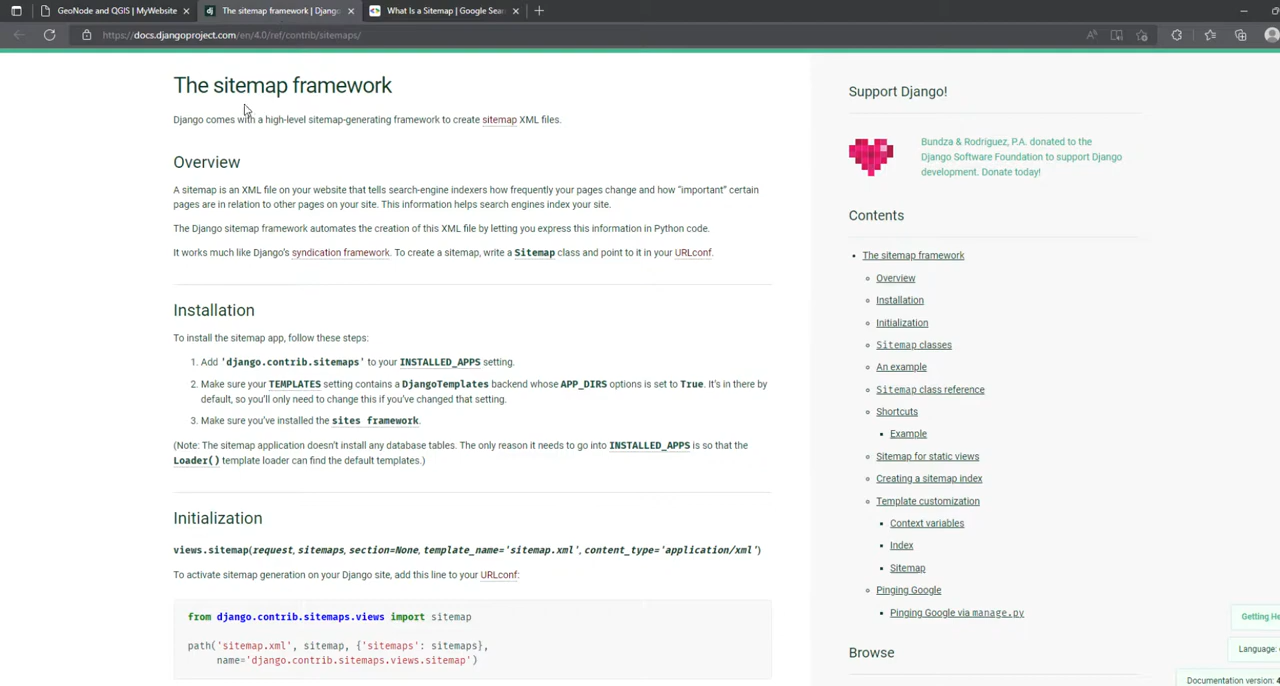 GeoNode and QGIS | MyWebsite
The sitemap framework | Django
What Is a Sitemap | Google Sear
https://docs.djangoproject.com/en/4.0/ref/contrib/sitemaps/
The sitemap framework
Django comes with a high-level sitemap-generating framework to create sitemap XML files.
Overview
A sitemap is an XML file on your website that tells search-engine indexers how frequently your pages change and how "important" certain
pages are in relation to other pages on your site. This information helps search engines index your site.
The Django sitemap framework automates the creation of this XML file by letting you express this information in Python code.
It works much like Django's syndication framework. To create a sitemap, write a Sitemap class and point to it in your URLconf.
Installation
To install the sitemap app, follow these steps:
1. Add 'django.contrib.sitemaps' to your INSTALLED_APPS setting.
2. Make sure your TEMPLATES setting contains a DjangoTemplates backend whose APP_DIRS options is set to True. It's in there by
default, so you'll only need to change this if you've changed that setting.
3. Make sure you've installed the sites framework.
(Note: The sitemap application doesn't install any database tables. The only reason it needs to go into INSTALLED_APPS is so that the
Loader() template loader can find the default templates.)
Initialization
views.sitemap(request, sitemaps, section=None, template_name='sitemap.xml', content_type='application/xml')
To activate sitemap generation on your Django site, add this line to your URLconf:
from django.contrib.sitemaps.views import sitemap
path('sitemap.xml', sitemap, {'sitemaps': sitemaps},
name='django.contrib.sitemaps.views.sitemap')
Support Django!
Bundza & Rodriguez, P.A. donated to the
Django Software Foundation to support Django
development. Donate today!
Contents
The sitemap framework
Overview
Installation
Initialization
Sitemap classes
An example
Sitemap class reference
Shortcuts
Example
Sitemap for static views
Creating a sitemap index
Template customization
Context variables
Index
Sitemap
Pinging Google
Pinging Google via manage.py
Browse
Getting He
Language:
Documentation version: 4